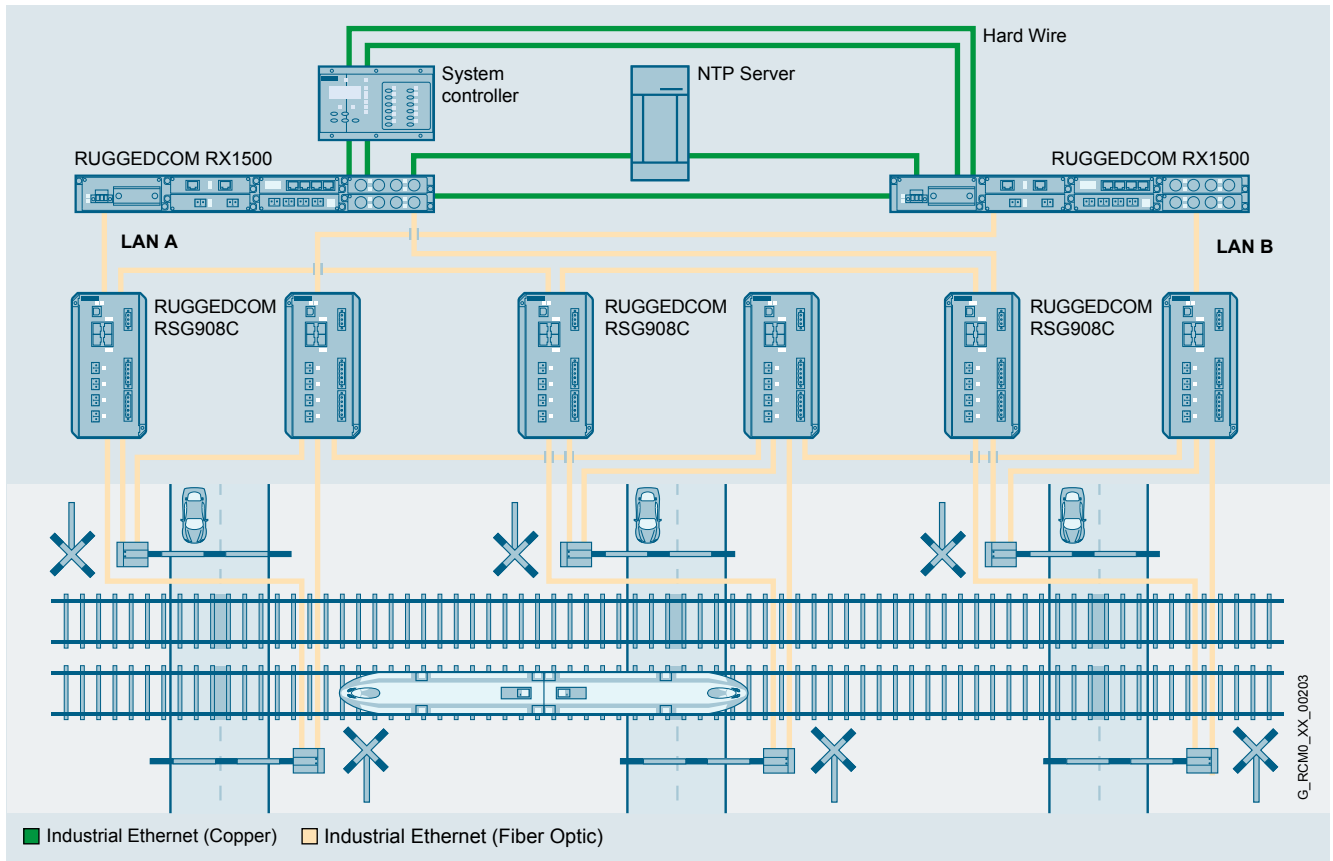 Hard Wire
System
controller
NTP Server
RUGGEDCOM RX1500
RUGGEDCOM RX1500
LAN A
LAN B
RUGGEDCOM
RSG908C
RUGGEDCOM
RSG908C
RUGGEDCOM
RSG908C
G_RCM0_XX_00203
Industrial Ethernet (Copper)
Industrial Ethernet (Fiber Optic)